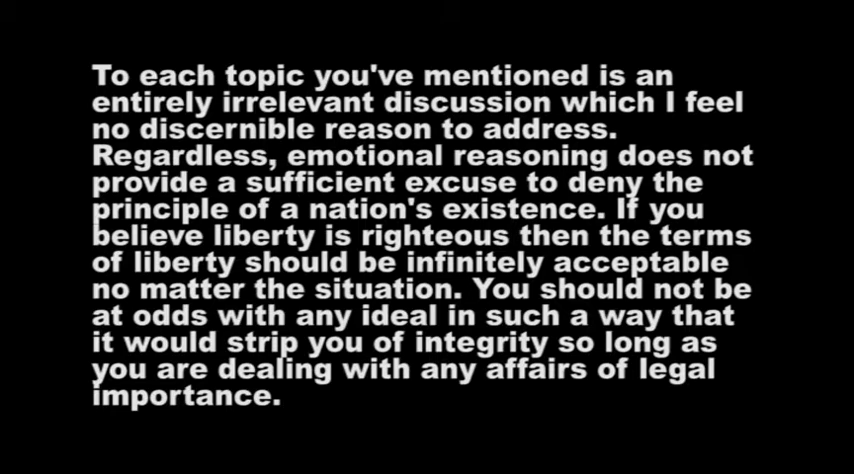 To each topic you've mentioned is an
entirely irrelevant discussion which I feel
no discernible reason to address.
Regardless, emotional reasoning does not
provide a sufficient excuse to deny the
principle of a nation's existence. If you
believe liberty is righteous then the terms
of liberty should be infinitely acceptable
no matter the situation. You should not be
at odds with any ideal in such a way that
it would strip you of integrity so long as
you are dealing with any affairs of legal
importance.